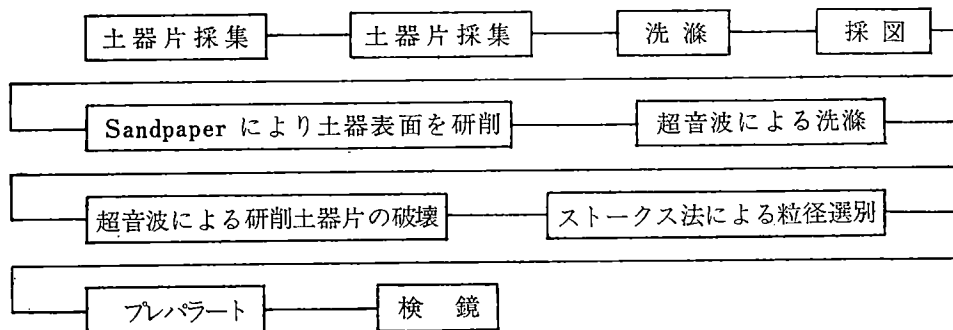 土器片採集 土器片採集 洗滌 採図
Sandpaper により土器表面を研削 超音波による洗滌
超音波による研削土器片の破壊 ストークス法による粒径選別
プレパラート 検鏡